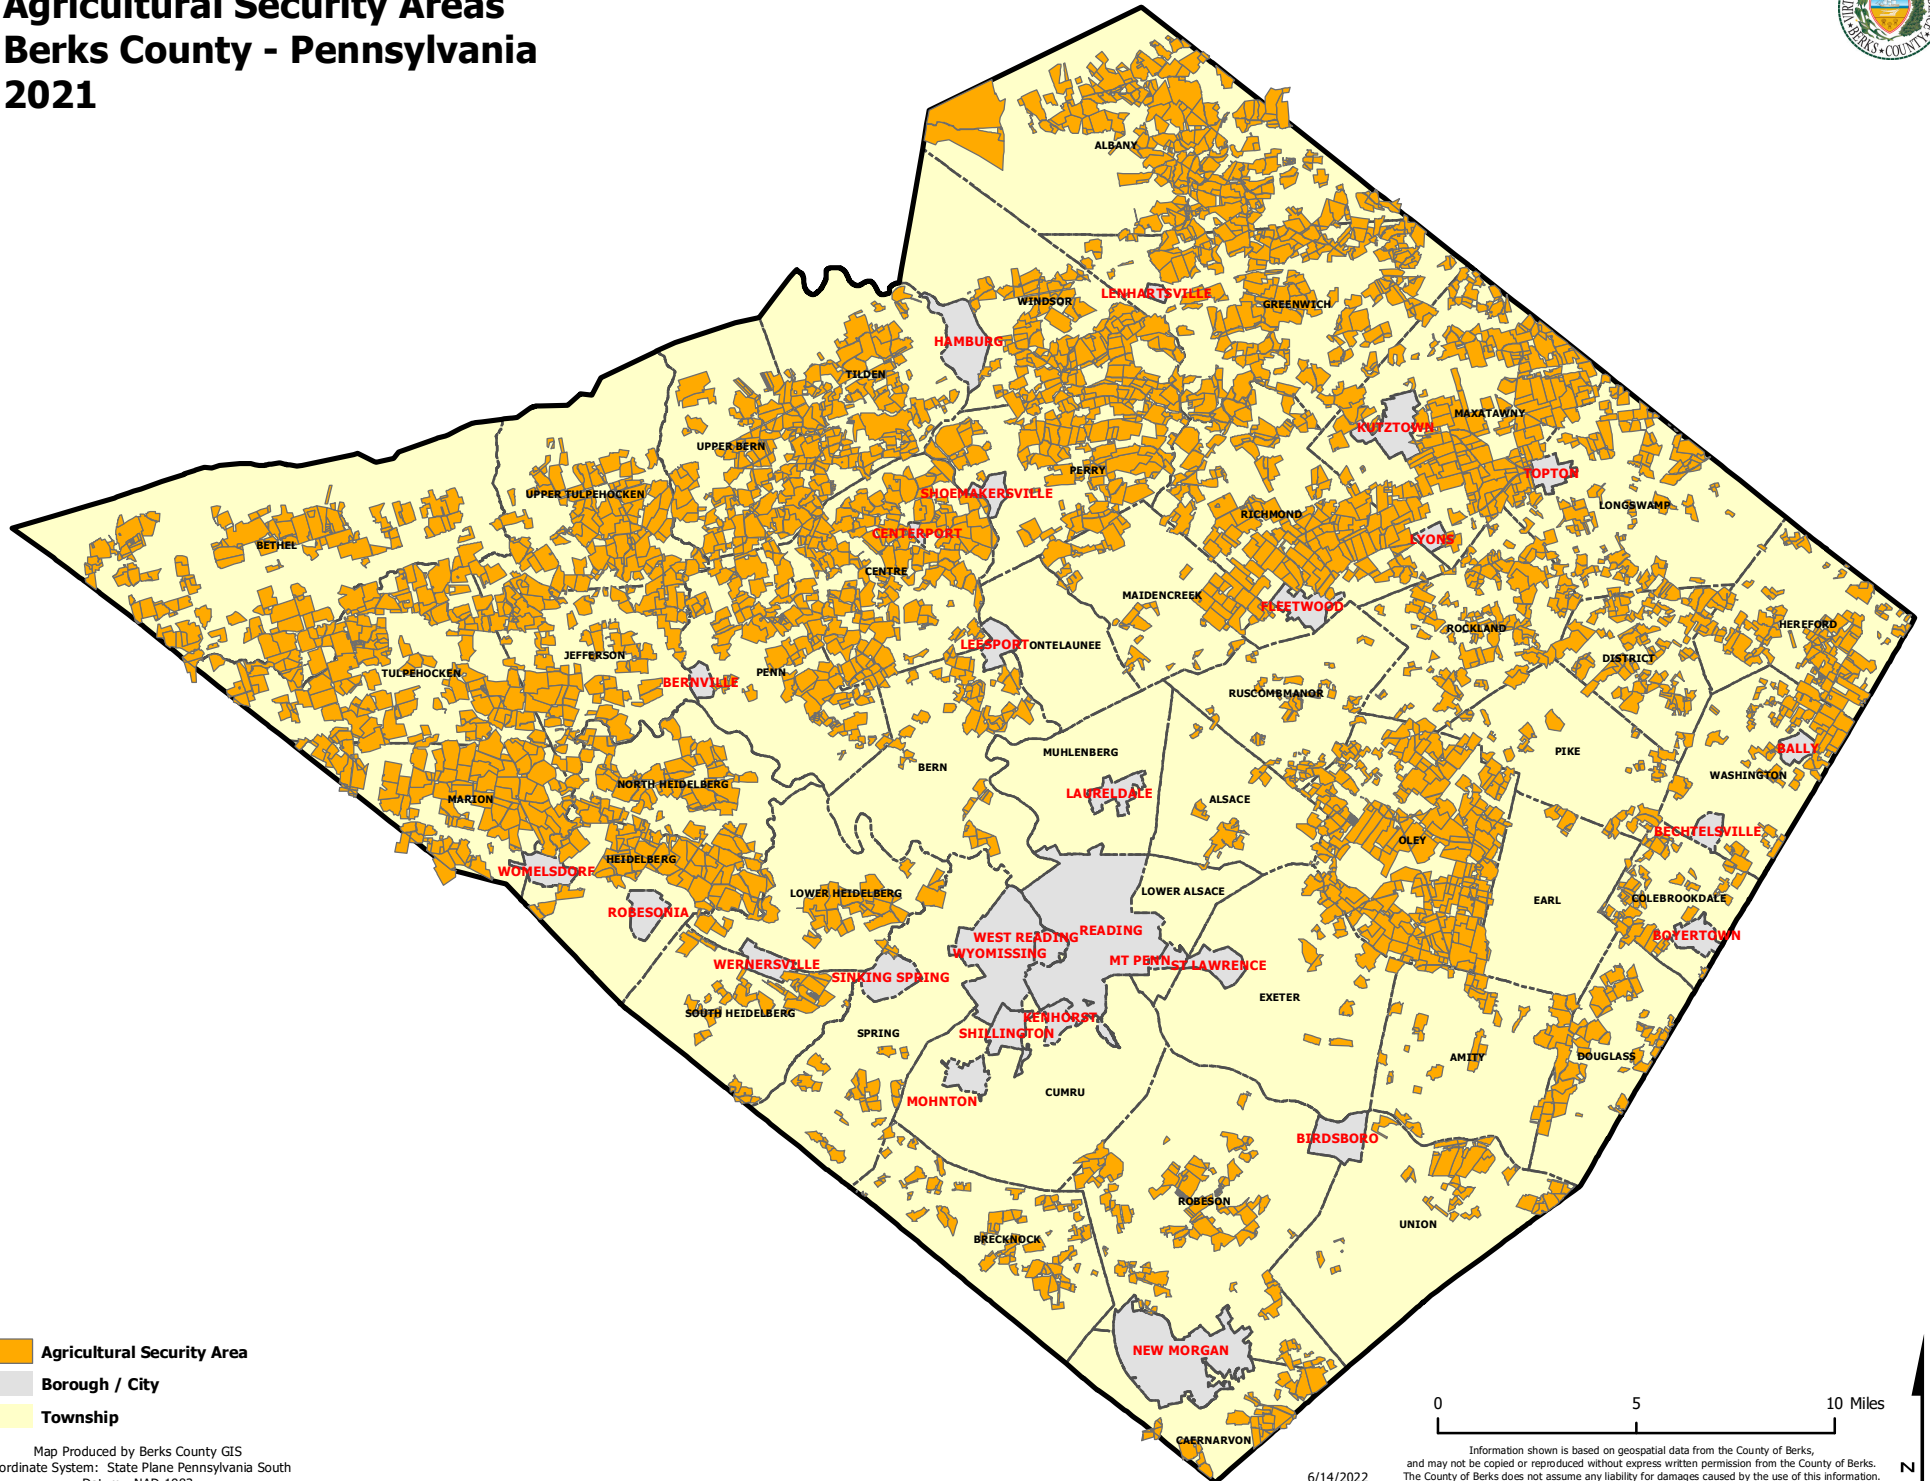 Agricultural Security Areas
Berks County - Pennsylvania
2021
BERKS COUNTY
ALBANY
LENHARTSVILLE
WINDSOR
GREENWICH
HAMBURG
TILDEN
MAXATAWNY
KUTZTOWN
UPPER BERN
PERRY
TOPTON
UPPER TULPEHOCKEN
SHOEMAKERSVILLE
LONGSWAMP
RICHMOND
CENTERPORT
LYONS
BETHEL
CENTRE
MAIDENCREEK
FLEETWOOD
HEREFORD
ROCKLAND
LEESPORT
ONTELAUNEE
JEFFERSON
DISTRICT
TULPEHOCKEN
PENN
BERNVILLE
RUSCOMBMANOR
MUHLENBERG
PIKE
BALLY
BERN
WASHINGTON
NORTH HEIDELBERG
LAURELDALE
ALSACE
MARION
BECHTELSVILLE
OLEY
HEIDELBERG
WOMELSDORF
LOWER HEIDELBERG
LOWER ALSACE
EARL
COLEBROOKDALE
ROBESONIA
READING
WEST READING
BOYERTOWN
WYOMISSING
MT PENN
ST LAWRENCE
WERNERSVILLE
SINKING SPRING
EXETER
SOUTH HEIDELBERG
KENHORST
SPRING
SHILLINGTON
AMITY
DOUGLASS
CUMRU
MOHNTON
BIRDSBORO
ROBESON
UNION
BRECKNOCK
NEW MORGAN
CAERNARVON
Agricultural Security Area
Borough / City
Township
Map Produced by Berks County GIS
ordinate System: State Plane Pennsylvania South
0 5 10 Miles
Information shown is based on geospatial data from the County of Berks,
and may not be copied or reproduced without express written permission from the County of Berks.
The County of Berks does not assume any liability for damages caused by the use of this information.
6/14/2022
N